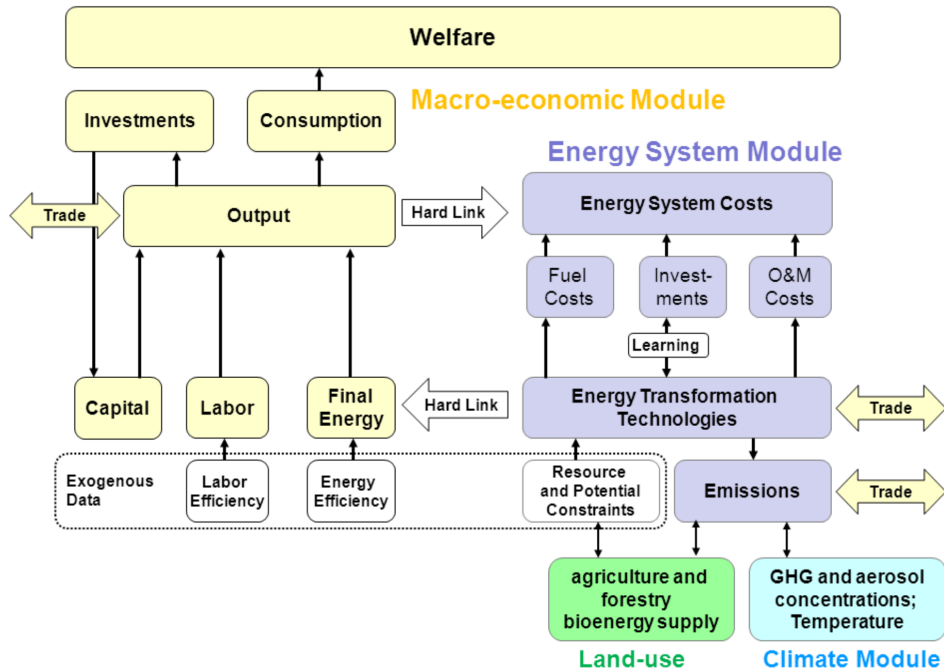 Welfare
Macro-economic Module
Investments
Consumption
Energy System Module
Trade
Output
Hard Link
Energy System Costs
Fuel
Costs
Invest-
ments
O&M
Costs
Learning
Capital
Labor
Final
Energy
Hard Link
Energy Transformation
Technologies
Trade
Exogenous
Data
Labor
Efficiency
Energy
Efficiency
Resource
and Potential
Constraints
Emissions
Trade
agriculture and
forestry
bioenergy supply
GHG and aerosol
concentrations;
Temperature
Land-use
Climate Module